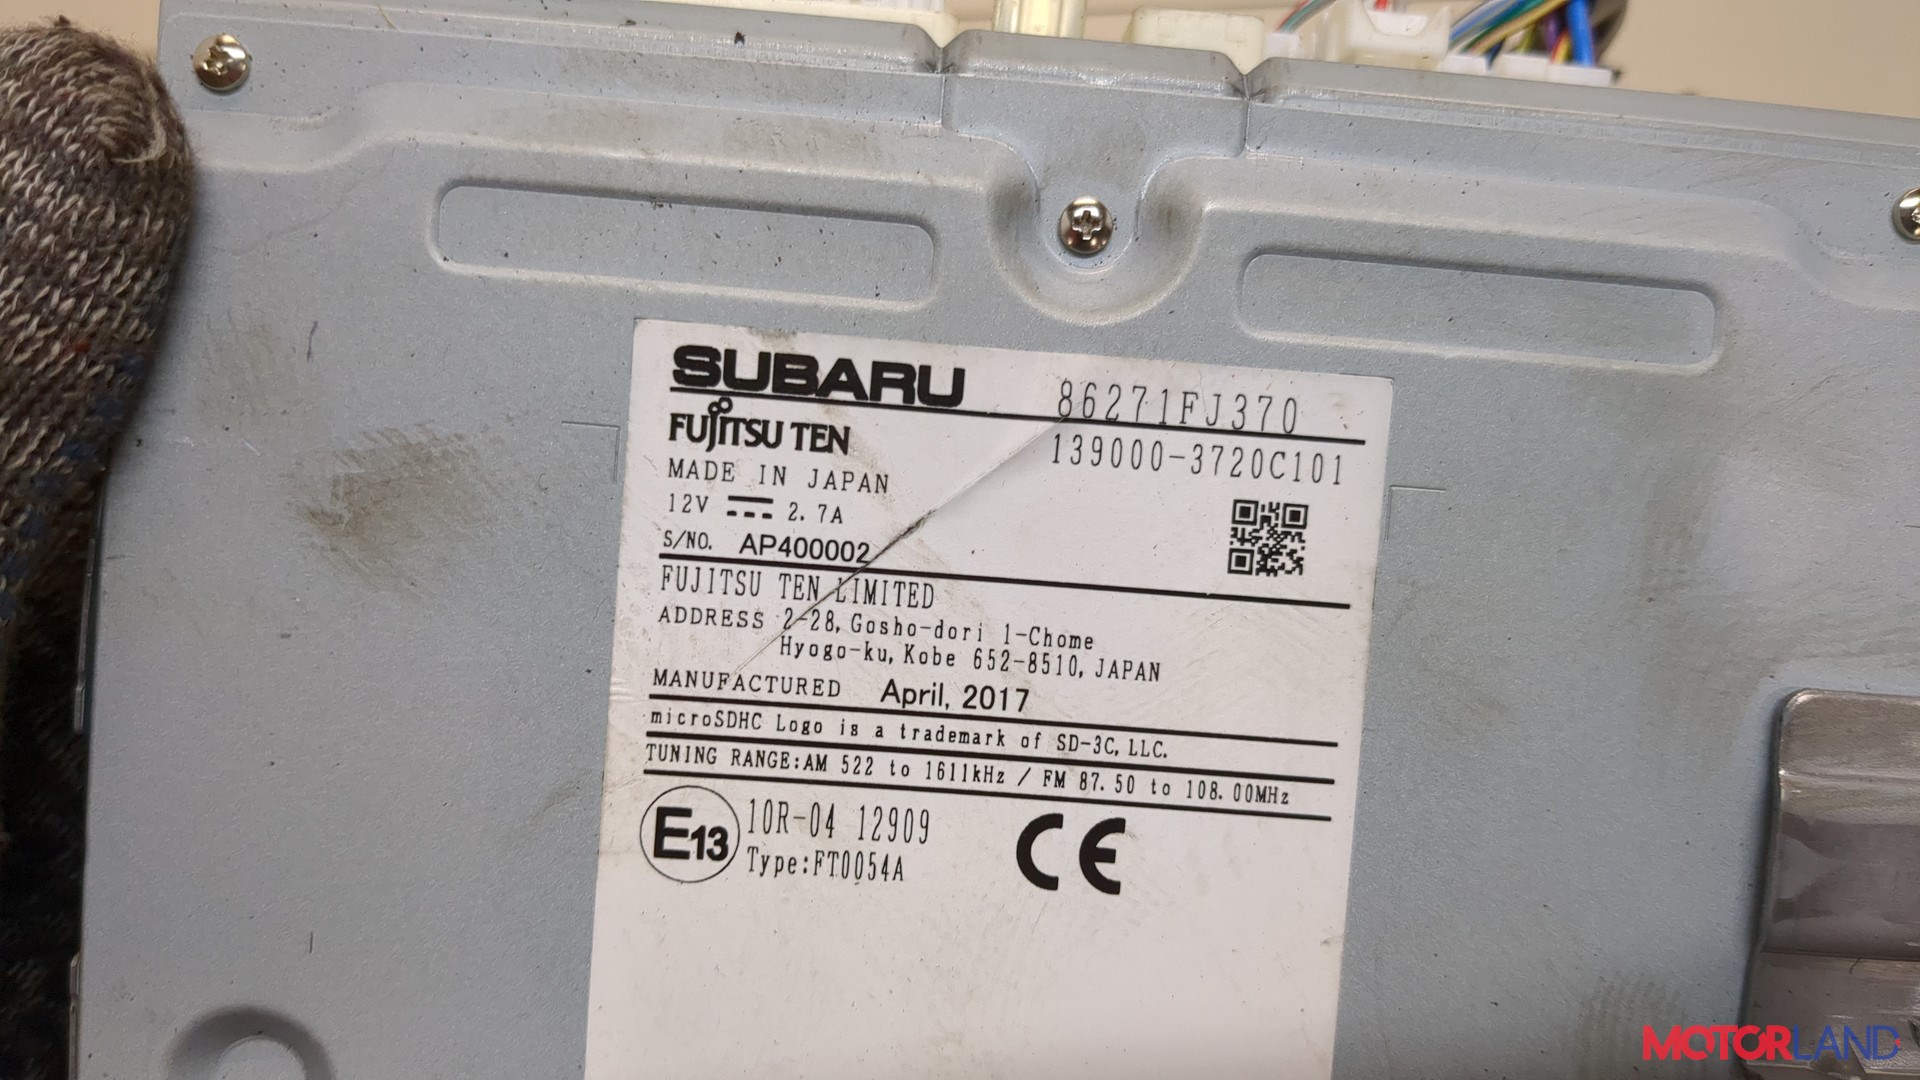 SUBARU 86271FJ370
FUJITSU TEN 139000-3720C101
MADE IN JAPAN
12V 2.7A
S/NO. AP400002
FUJITSU TEN LIMITED
ADDRESS 2-28, Gosho-dori 1-Chome
Hyogo-ku, Kobe 652-8510, JAPAN
MANUFACTURED April, 2017
microSDHC Logo is a trademark of SD-3C, LLC.
TUNING RANGE:AM 522 to 1611kHz / FM 87.50 to 108.00MHz
E13 10R-04 12909 CE
Type:FT0054A
MOTORLAND